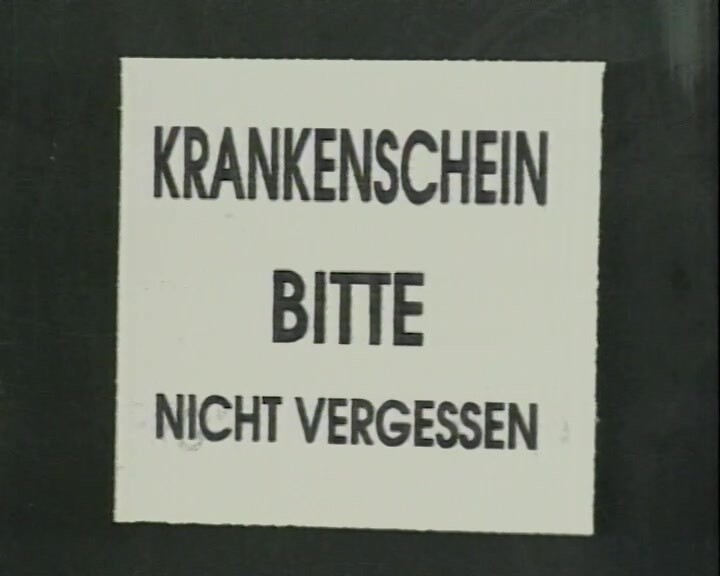 KRANKENSCHEIN
BITTE
NICHT VERGESSEN